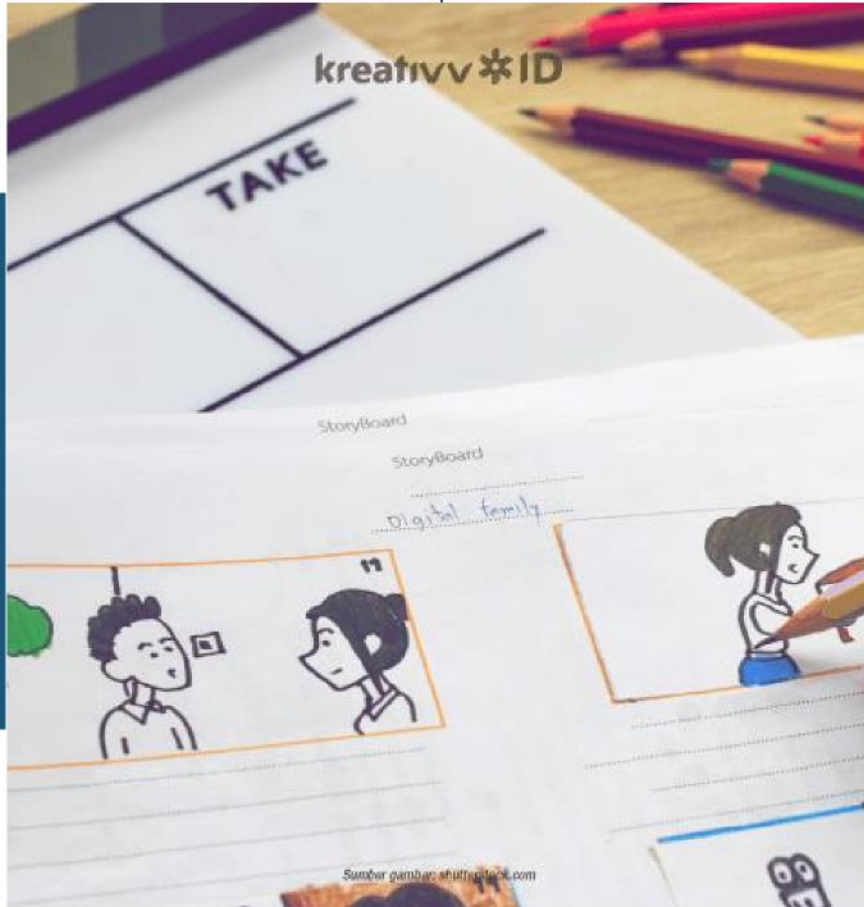 kreativv*ID
TAKE
StoryBoard
StoryBoard
Digital family
Sumber gambar: shutterstock.com